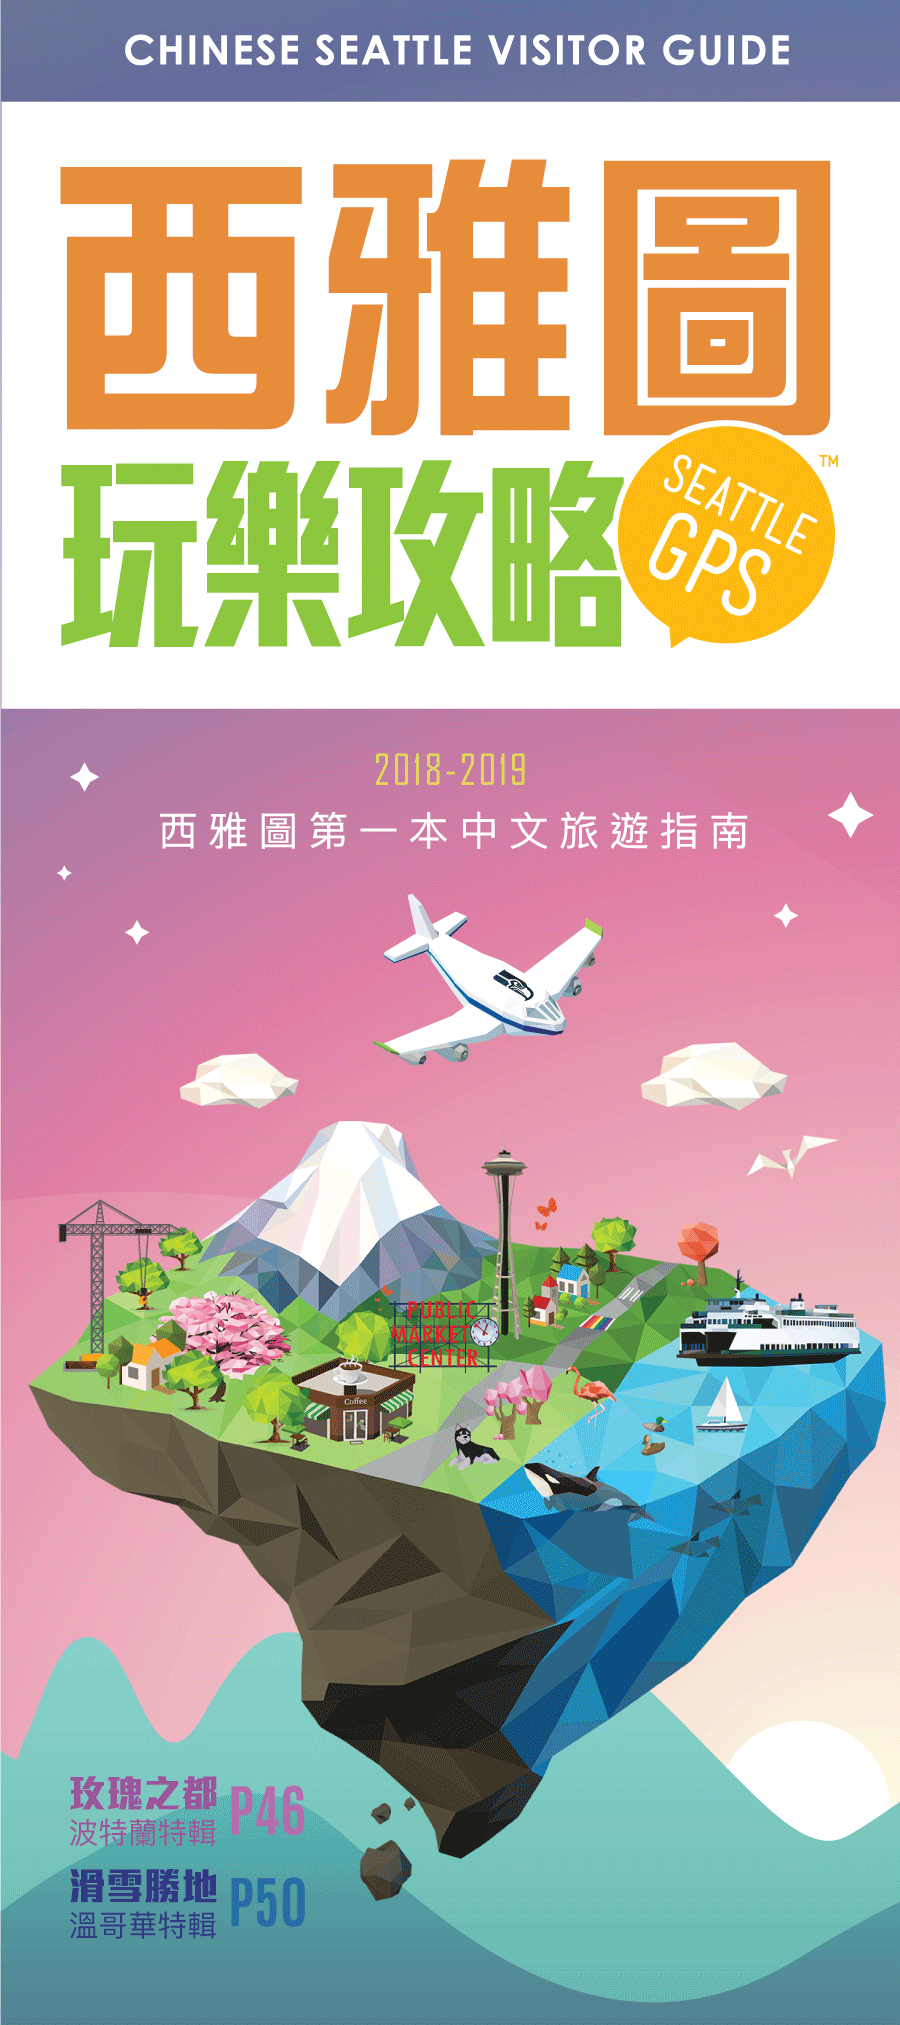 CHINESE SEATTLE VISITOR GUIDE
西雅圖
玩樂攻略
SEATTLE
GPS
TM
2018-2019
西雅圖第一本中文旅遊指南
PUBLIC
MARKET
CENTER
Coffee
玫瑰之都
波特蘭特輯
P46
滑雪勝地
溫哥華特輯
P50